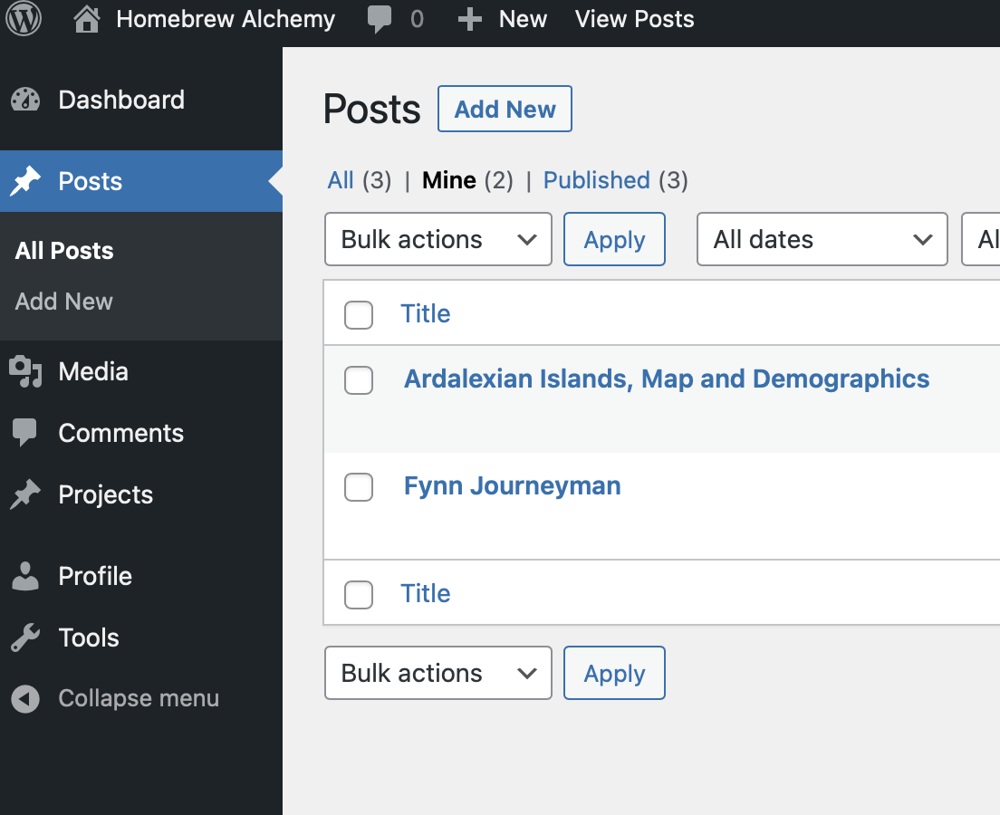 Homebrew Alchemy 0 New View Posts
Dashboard
Posts
All Posts
Add New
Media
Comments
Projects
Profile
Tools
Collapse menu
Posts Add New
All (3) | Mine (2) | Published (3)
Bulk actions Apply All dates Al
Title
Ardalexian Islands, Map and Demographics
Fynn Journeyman
Title
Bulk actions Apply